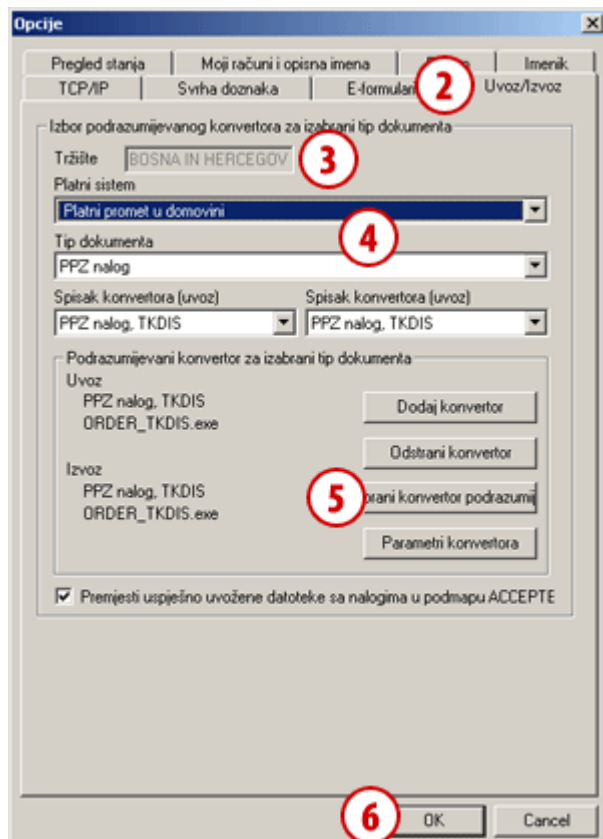 Opcije
Pregled stanja Moji računi i opisna imena Imenik
TCP/IP Svrha doznaka E-formulari 2 Uvoz/Izvoz
Izbor podrazumijevanog konvertora za izabrani tip dokumenta
Tržište BOSNA IN HERCEGOV 3
Platni sistem
Platni promet u domovini
4
Tip dokumenta
PPZ nalog
Spisak konvertora (uvoz) Spisak konvertora (uvoz)
PPZ nalog, TKDIS PPZ nalog, TKDIS
Podrazumijevani konvertor za izabrani tip dokumenta
Uvoz
PPZ nalog, TKDIS
ORDER_TKDIS.exe
Dodaj konvertor
Odstrani konvertor
Izvoz
PPZ nalog, TKDIS
ORDER_TKDIS.exe
5 brani konvertor podrazumij
Parametri konvertora
Premjesti uspješno uvožene datoteke sa nalogima u podmapu ACCEPTE
6 OK Cancel